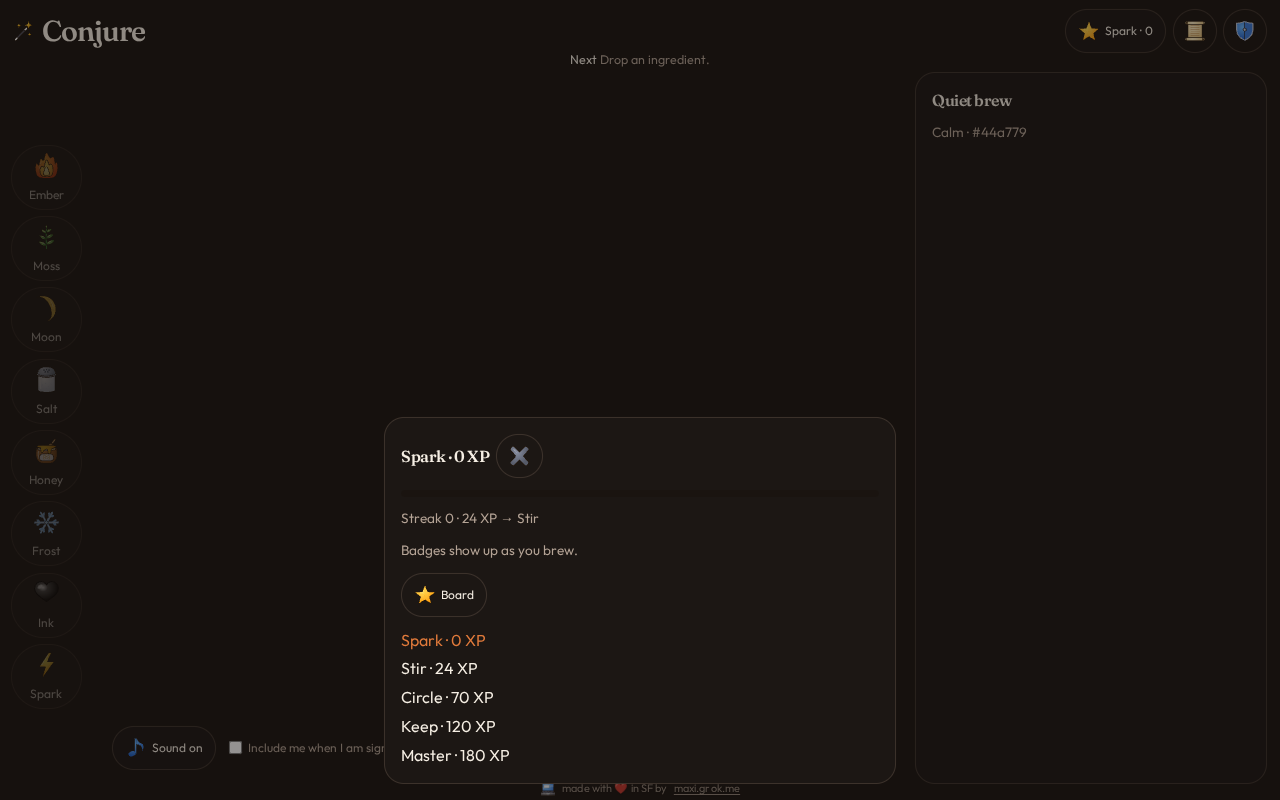 Conjure
Spark · 0
Next Drop an ingredient.
Quiet brew
Calm · #44a779
Ember
Moss
Moon
Salt
Honey
Frost
Ink
Spark
Spark · 0 XP
Streak 0 · 24 XP → Stir
Badges show up as you brew.
Board
Spark · 0 XP
Stir · 24 XP
Circle · 70 XP
Keep · 120 XP
Master · 180 XP
Sound on
Include me when I am sign
made with ❤️ in SF by maxi.grok.me